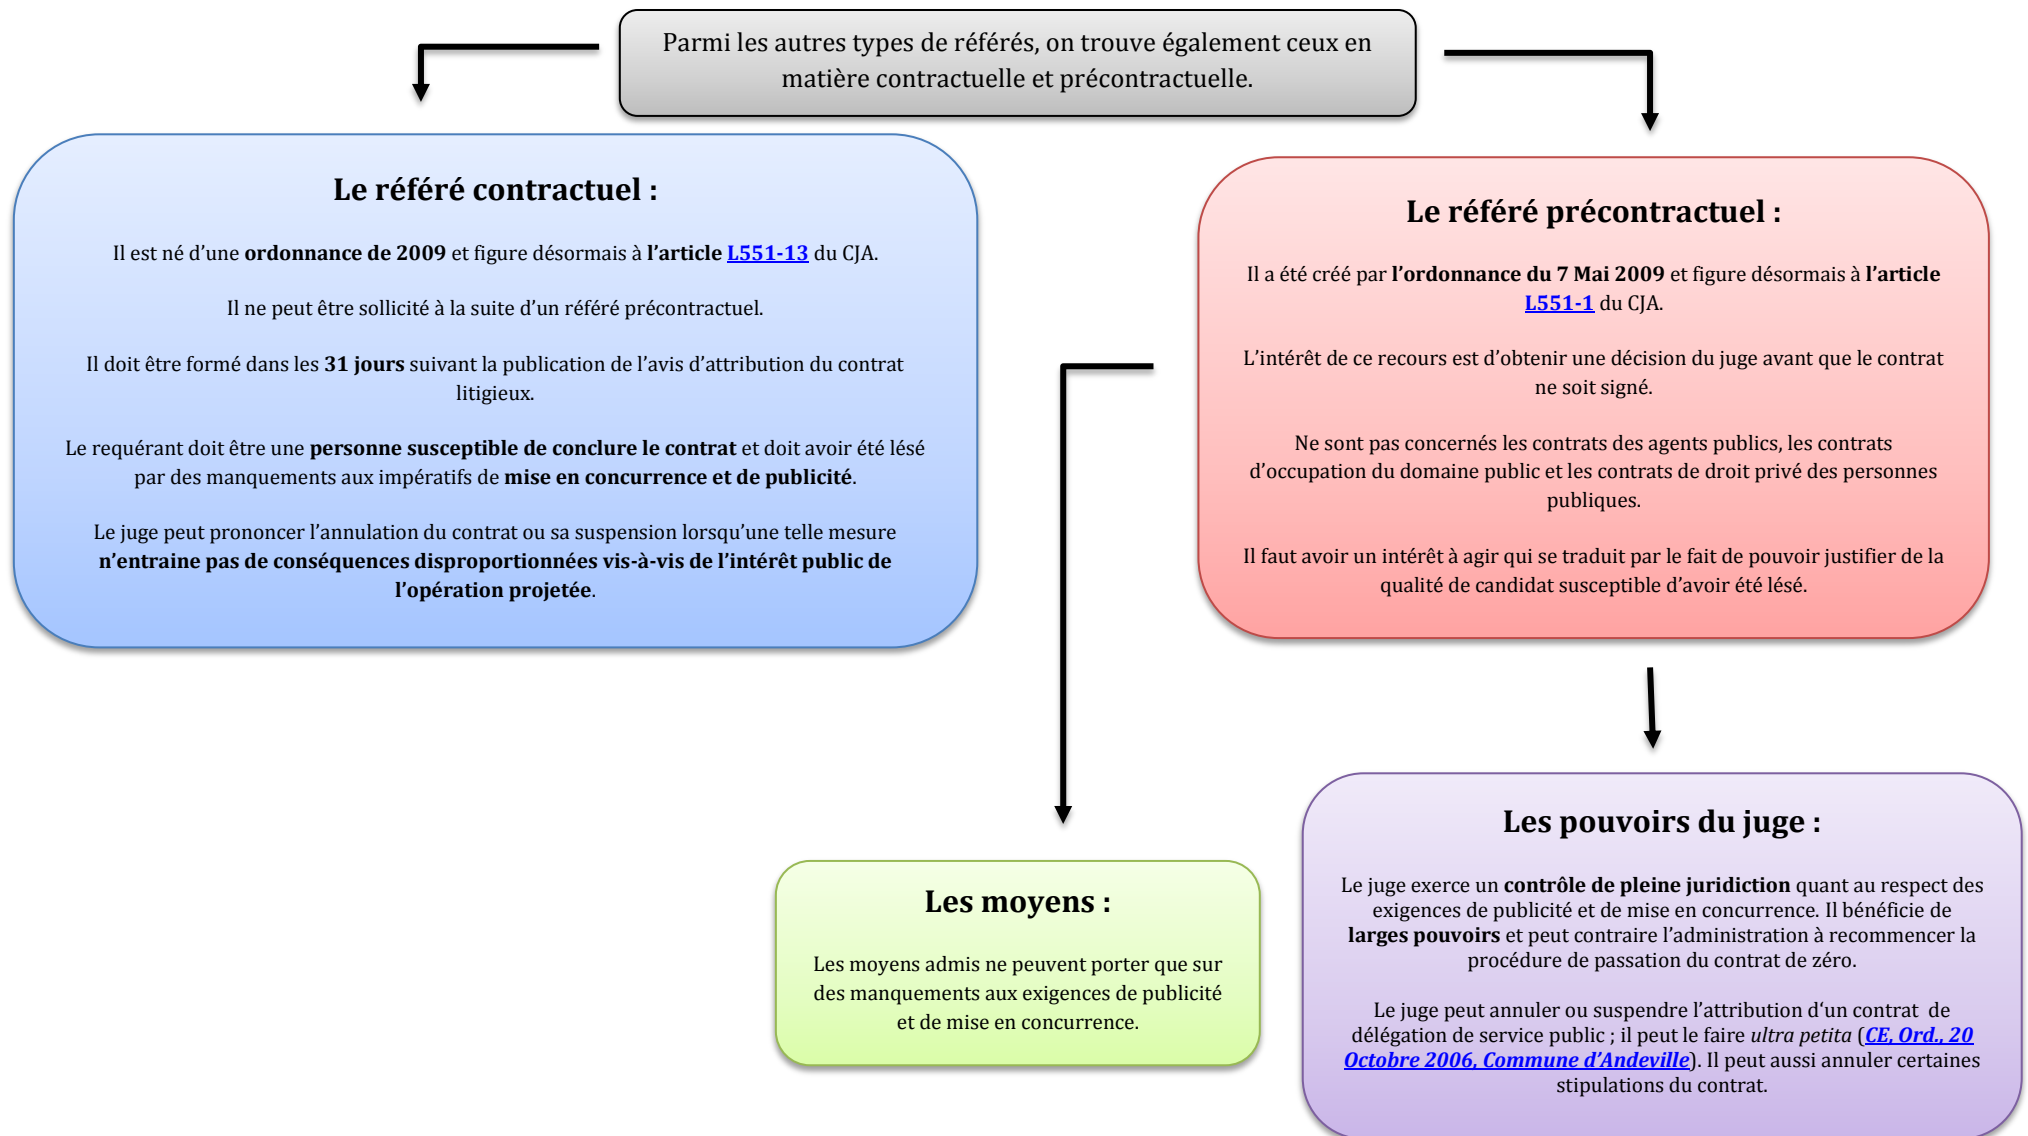 Parmi les autres types de référés, on trouve également ceux en
matière contractuelle et précontractuelle.
Le référé contractuel :
Il est né d’une ordonnance de 2009 et figure désormais à l’article L551-13 du CJA.
Il ne peut être sollicité à la suite d’un référé précontractuel.
Il doit être formé dans les 31 jours suivant la publication de l’avis d’attribution du contrat
litigieux.
Le requérant doit être une personne susceptible de conclure le contrat et doit avoir été lésé
par des manquements aux impératifs de mise en concurrence et de publicité.
Le juge peut prononcer l’annulation du contrat ou sa suspension lorsqu’une telle mesure
n’entraine pas de conséquences disproportionnées vis-à-vis de l’intérêt public de
l’opération projetée.
Le référé précontractuel :
Il a été créé par l’ordonnance du 7 Mai 2009 et figure désormais à l’article
L551-1 du CJA.
L’intérêt de ce recours est d’obtenir une décision du juge avant que le contrat
ne soit signé.
Ne sont pas concernés les contrats des agents publics, les contrats
d’occupation du domaine public et les contrats de droit privé des personnes
publiques.
Il faut avoir un intérêt à agir qui se traduit par le fait de pouvoir justifier de la
qualité de candidat susceptible d’avoir été lésé.
Les moyens :
Les moyens admis ne peuvent porter que sur
des manquements aux exigences de publicité
et de mise en concurrence.
Les pouvoirs du juge :
Le juge exerce un contrôle de pleine juridiction quant au respect des
exigences de publicité et de mise en concurrence. Il bénéficie de
larges pouvoirs et peut contraire l’administration à recommencer la
procédure de passation du contrat de zéro.
Le juge peut annuler ou suspendre l’attribution d‘un contrat de
délégation de service public ; il peut le faire ultra petita (CE, Ord., 20
Octobre 2006, Commune d’Andeville). Il peut aussi annuler certaines
stipulations du contrat.